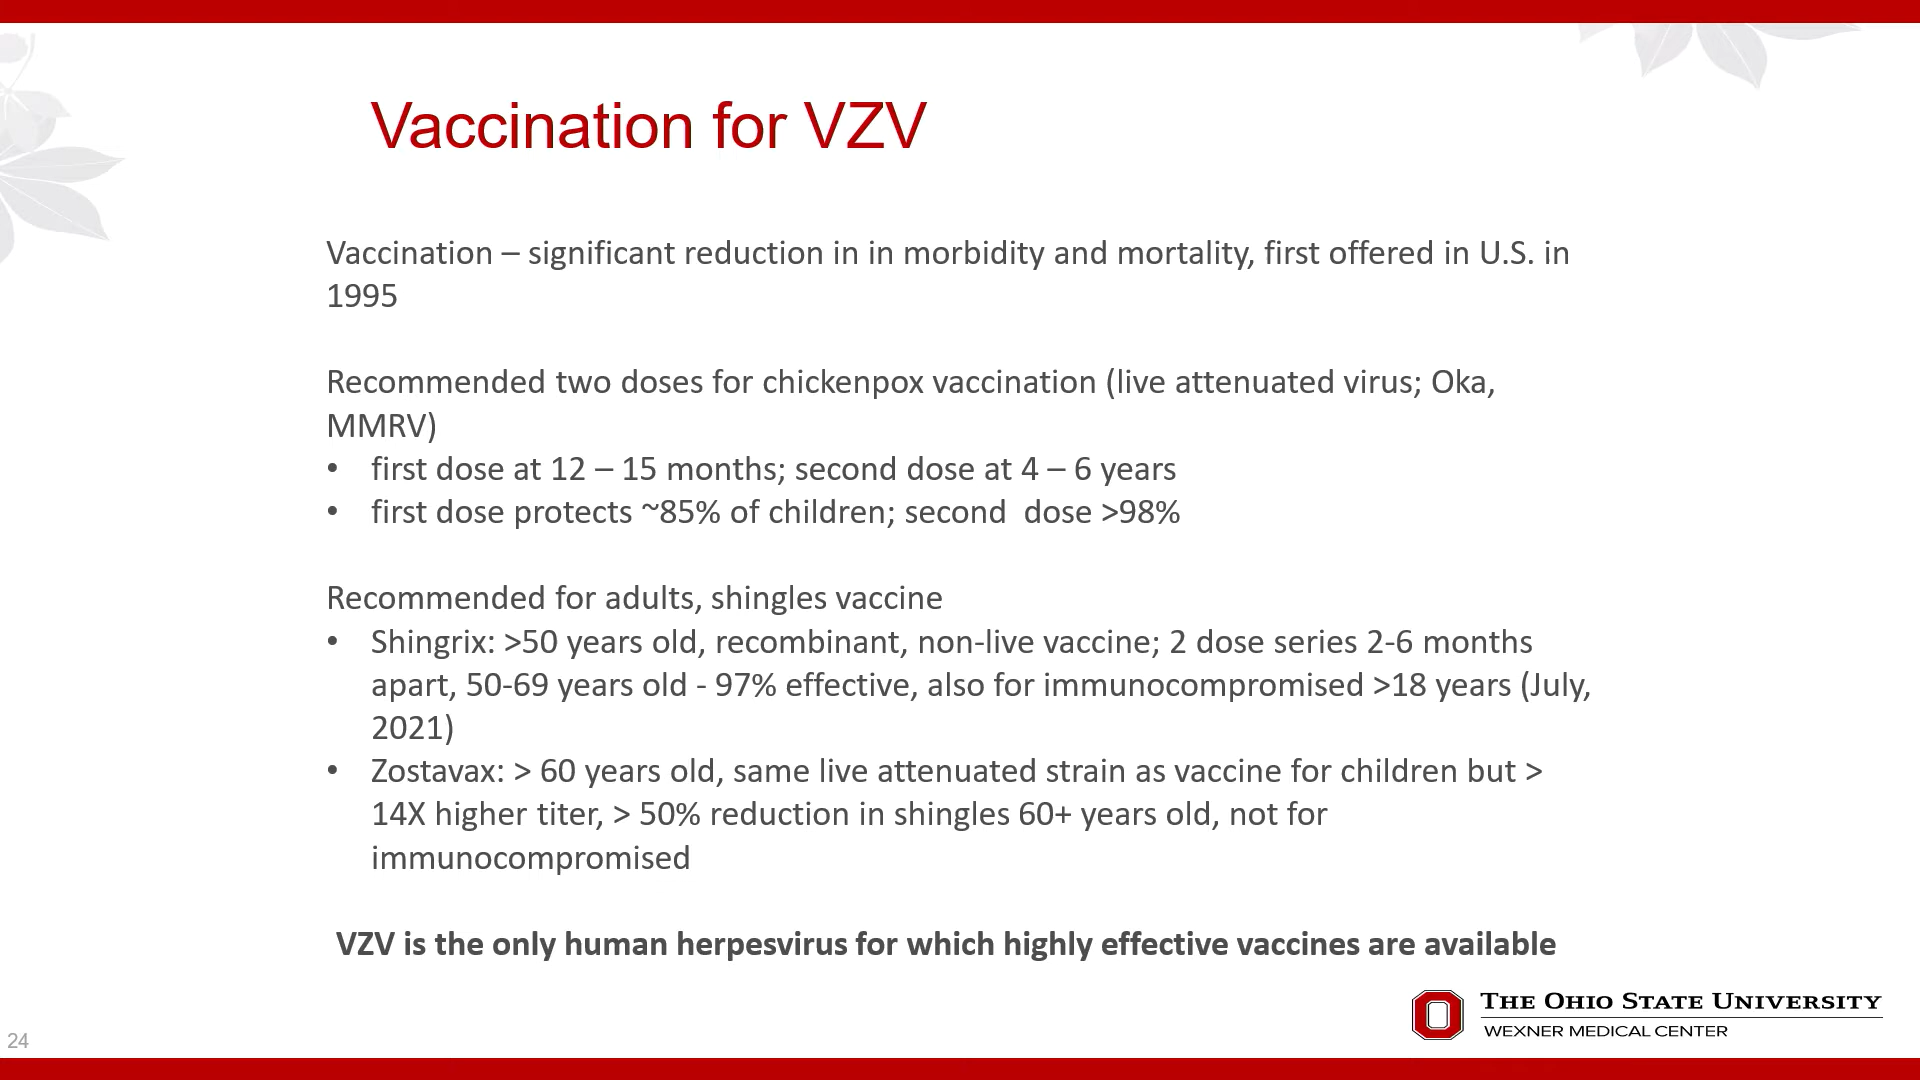 Vaccination for VZV
Vaccination – significant reduction in in morbidity and mortality, first offered in U.S. in
1995
Recommended two doses for chickenpox vaccination (live attenuated virus; Oka,
MMRV)
• first dose at 12 – 15 months; second dose at 4 – 6 years
• first dose protects ~85% of children; second  dose >98%
Recommended for adults, shingles vaccine
• Shingrix: >50 years old, recombinant, non-live vaccine; 2 dose series 2-6 months
apart, 50-69 years old - 97% effective, also for immunocompromised >18 years (July,
2021)
• Zostavax: > 60 years old, same live attenuated strain as vaccine for children but >
14X higher titer, > 50% reduction in shingles 60+ years old, not for
immunocompromised
VZV is the only human herpesvirus for which highly effective vaccines are available
THE OHIO STATE UNIVERSITY
WEXNER MEDICAL CENTER
24